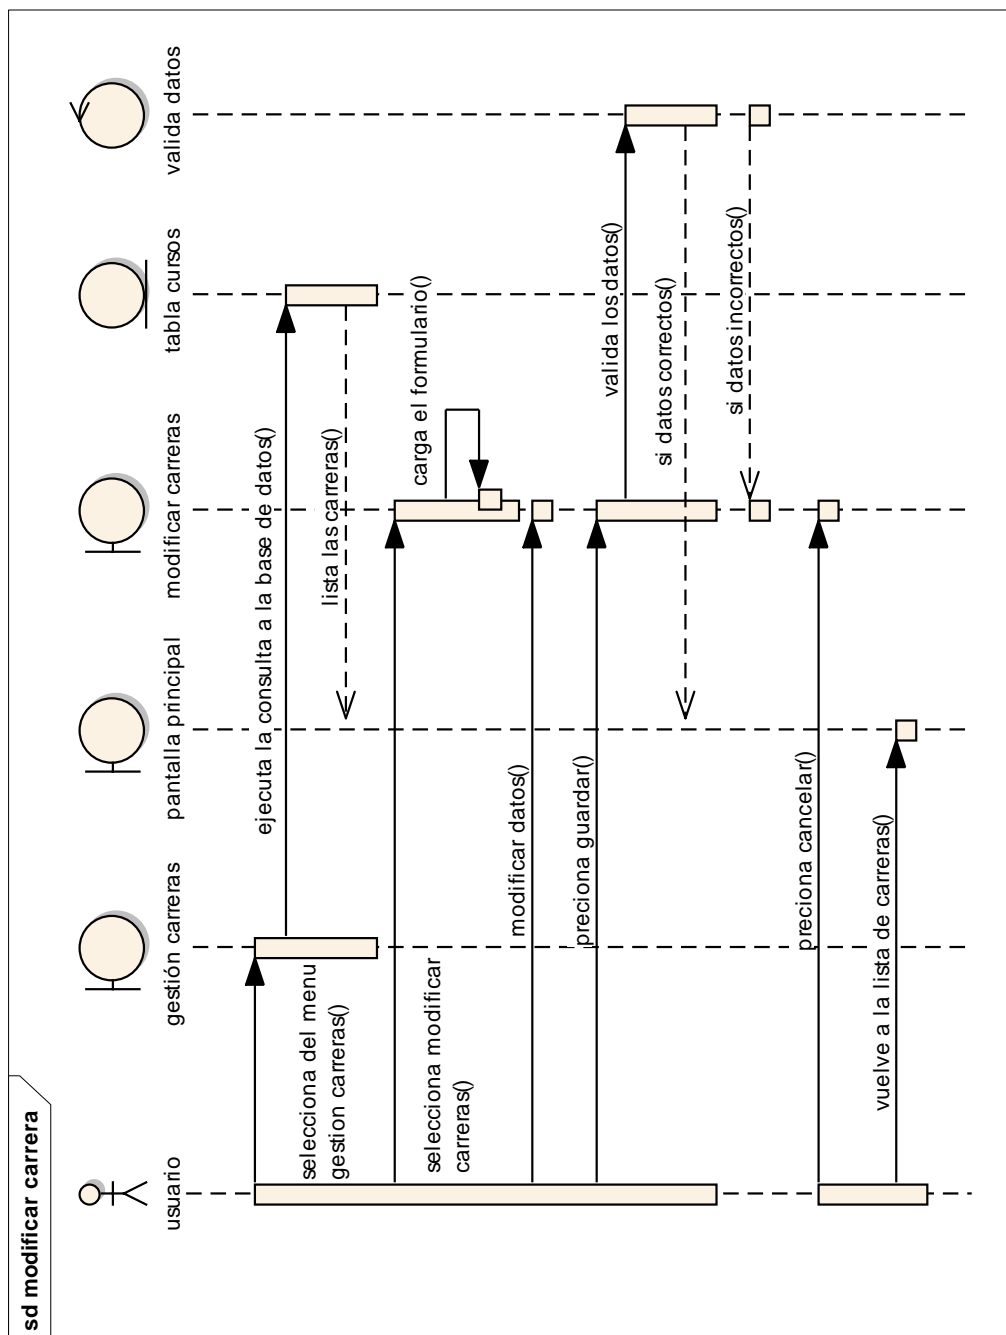 sd modificar carrera
usuario
gestión carreras
pantalla principal
modificar carreras
tabla cursos
valida datos
selecciona del menu
gestion carreras()
ejecuta la consulta a la base de datos()
lista las carreras()
selecciona modificar
carreras()
carga el formulario()
modificar datos()
preciona guardar()
valida los datos()
si datos correctos()
si datos incorrectos()
preciona cancelar()
vuelve a la lista de carreras()